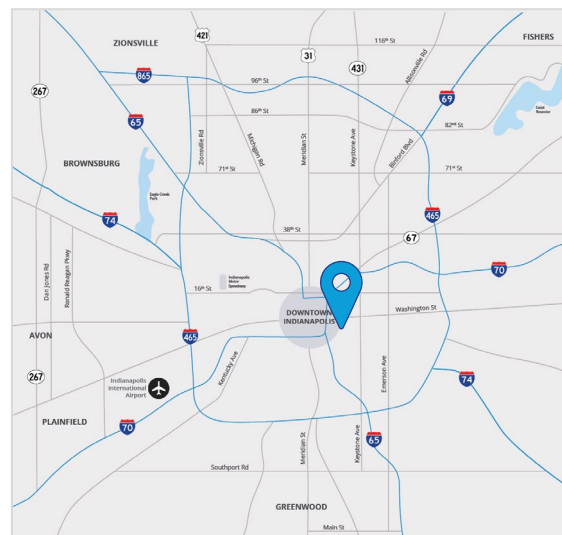 421
ZIONSVILLE
116th St
FISHERS
31
431
Allisonville Rd
865
96th St
267
69
65
86th St
82nd St
Geist
Reservoir
Zionsville Rd
Michigan Rd
Meridian St
Keystone Ave
Binford Blvd
BROWNSBURG
71st St
71st St
Eagle Creek
Park
74
465
38th St
67
Dan Jones Rd
Ronald Reagan Pkwy
70
Indianapolis
Motor
Speedway
16th St
DOWNTOWN
INDIANAPOLIS
Washington St
AVON
465
Kentucky Ave
Emerson Ave
267
Indianapolis
International
Airport
74
PLAINFIELD
70
Meridian St
65
Keystone Ave
Southport Rd
GREENWOOD
Main St